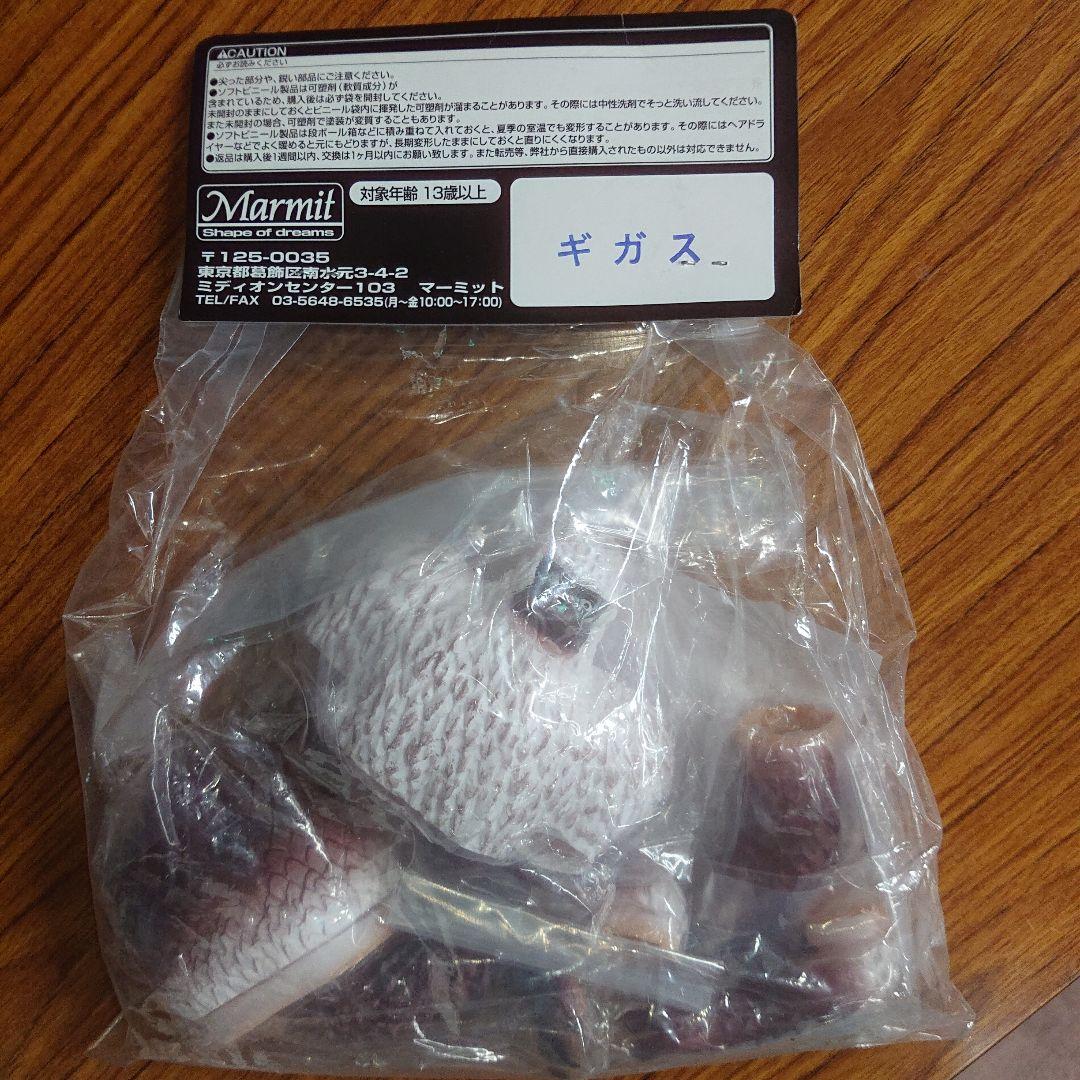 ⚠CAUTION
必ずお読みください
●尖った部分や、鋭い部品にご注意ください。
●ソフトビニール製品は可塑剤(軟質成分)が
含まれているため、購入後は必ず袋を開封してください。
未開封のままにしておくとビニール袋内に揮発した可塑剤が溜まることがあります。その際には中性洗剤でそっと洗い流してください。
また未開封の場合、可塑剤で塗装が変質することもあります。
●ソフトビニール製品は段ボール箱などに積み重ねて入れておくと、夏季の室温でも変形することがあります。その際にはヘアドラ
イヤーなどでよく暖めると元にもどりますが、長期変形したままにしておくと直りにくくなります。
●返品は購入後1週間以内、交換は1ヶ月以内にお願い致します。また転売等、弊社から直接購入されたもの以外は対応できません。
Marmit
Shape of dreams
対象年齢 13歳以上
ギガス
〒125-0035
東京都葛飾区南水元3-4-2
ミディオンセンター103 マーミット
TEL/FAX 03-5648-6535(月～金10:00～17:00)